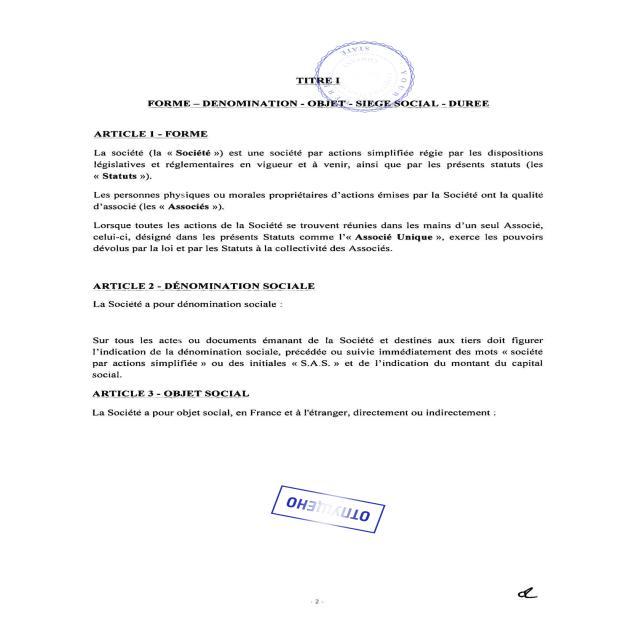 TITRE I
FORME – DENOMINATION - OBJET - SIEGE SOCIAL - DUREE
ARTICLE 1 - FORME
La société (la « Société ») est une société par actions simplifiée régie par les dispositions
législatives et réglementaires en vigueur et à venir, ainsi que par les présents statuts (les
« Statuts »).
Les personnes physiques ou morales propriétaires d'actions émises par la Société ont la qualité
d'associé (les « Associés »).
Lorsque toutes les actions de la Société se trouvent réunies dans les mains d'un seul Associé,
celui-ci, désigné dans les présents Statuts comme l'« Associé Unique », exerce les pouvoirs
dévolus par la loi et par les Statuts à la collectivité des Associés.
ARTICLE 2 - DÉNOMINATION SOCIALE
La Société a pour dénomination sociale :
Sur tous les actes ou documents émanant de la Société et destinés aux tiers doit figurer
l'indication de la dénomination sociale, précédée ou suivie immédiatement des mots « société
par actions simplifiée » ou des initiales « S.A.S. » et de l'indication du montant du capital
social.
ARTICLE 3 - OBJET SOCIAL
La Société a pour objet social, en France et à l'étranger, directement ou indirectement :
ОТПУЩЕНО
- 2 -